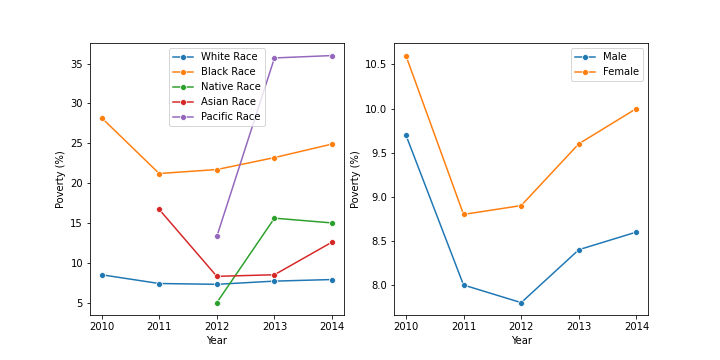 White Race
Black Race
Native Race
Asian Race
Pacific Race
35
30
25
20
15
10
5
Poverty (%)
2010 2011 2012 2013 2014
Year
Male
Female
10.5
10.0
9.5
9.0
8.5
8.0
Poverty (%)
2010 2011 2012 2013 2014
Year